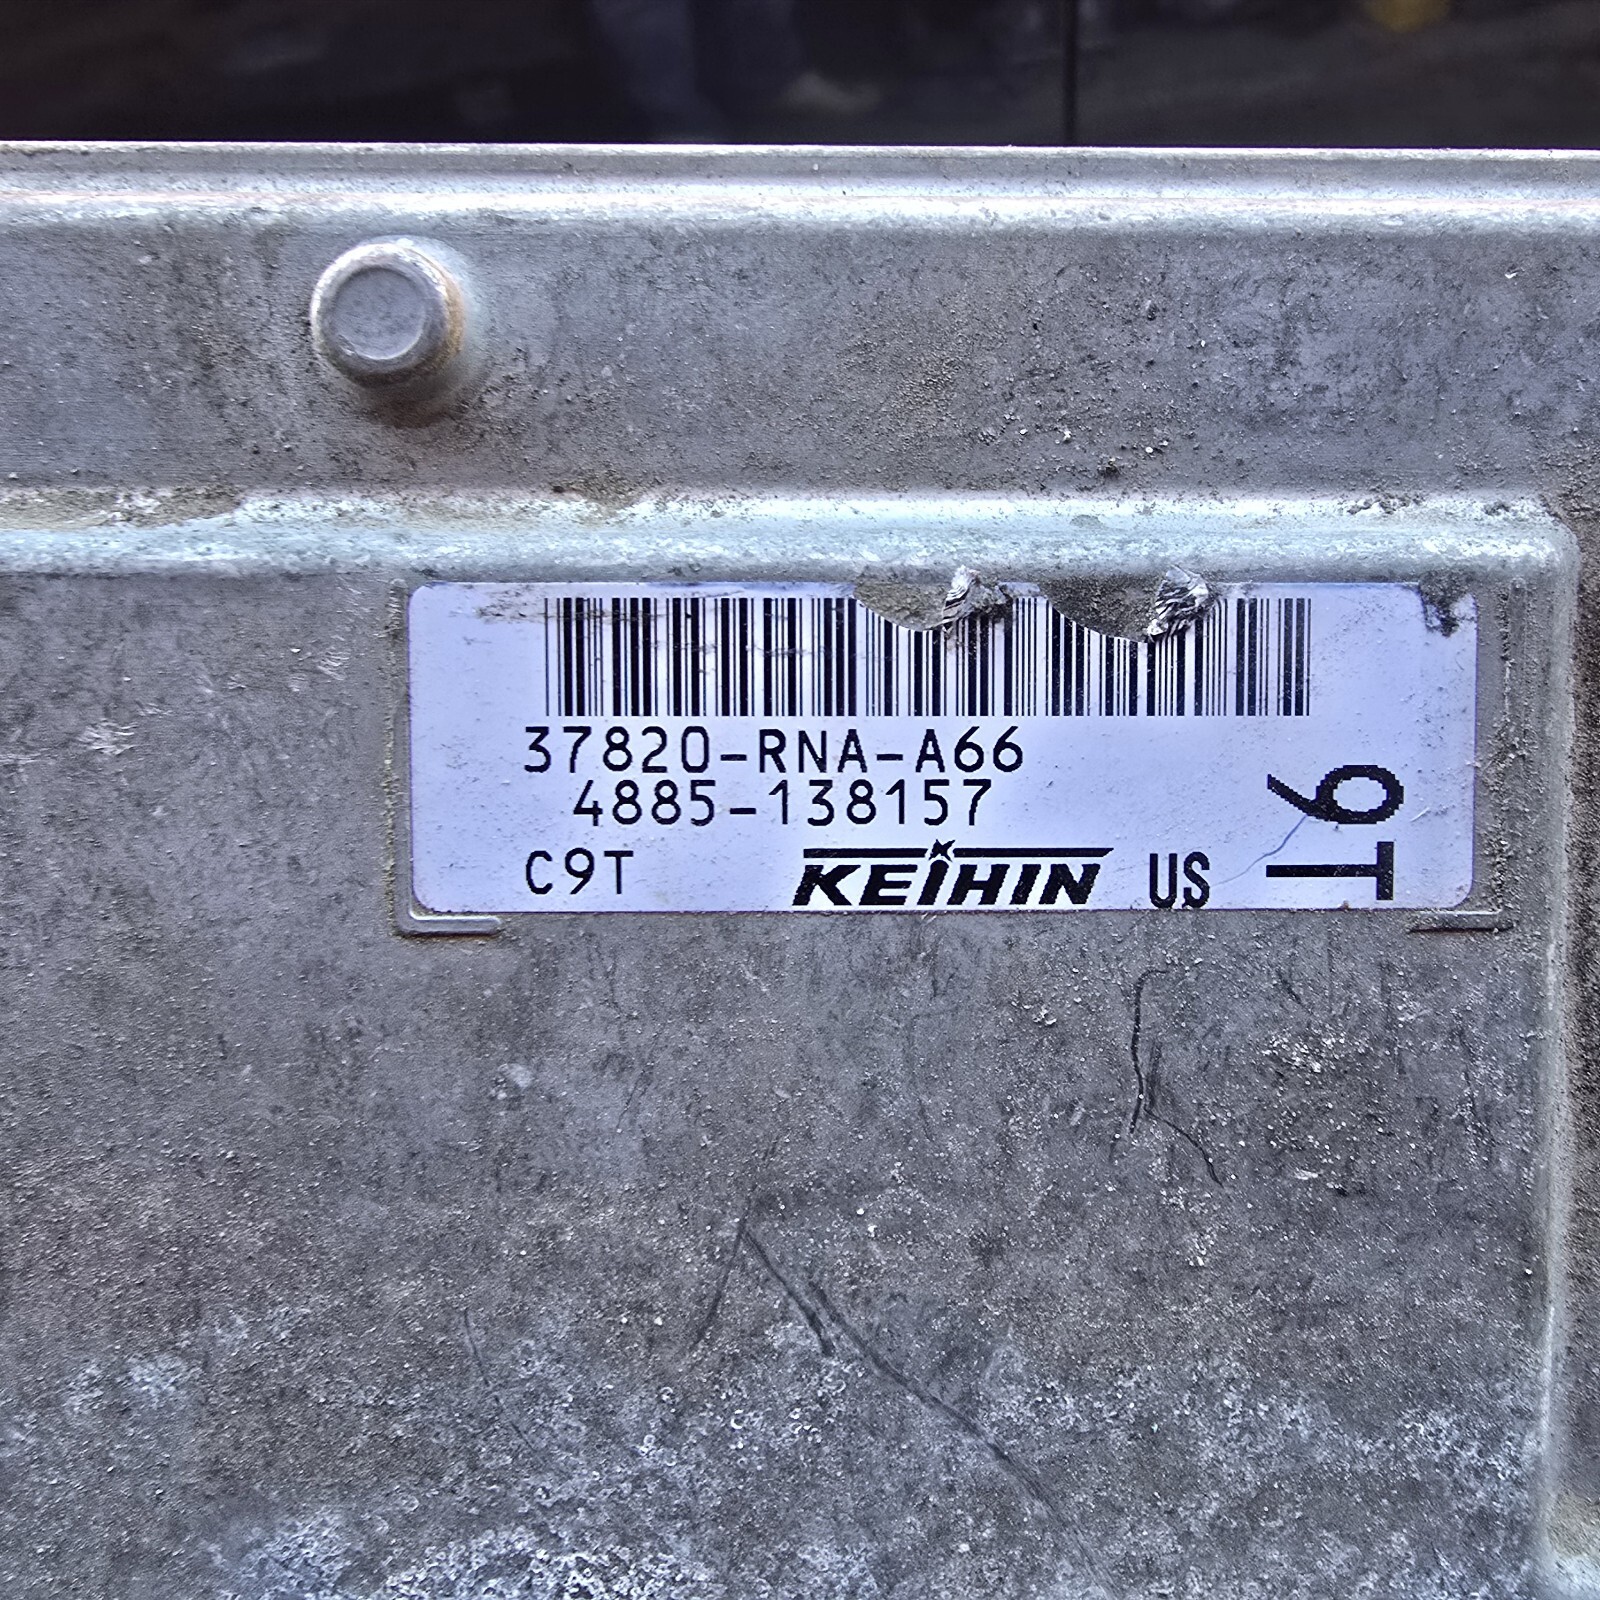 37820-RNA-A66
4885-138157
C9T KEIHIN US
9T